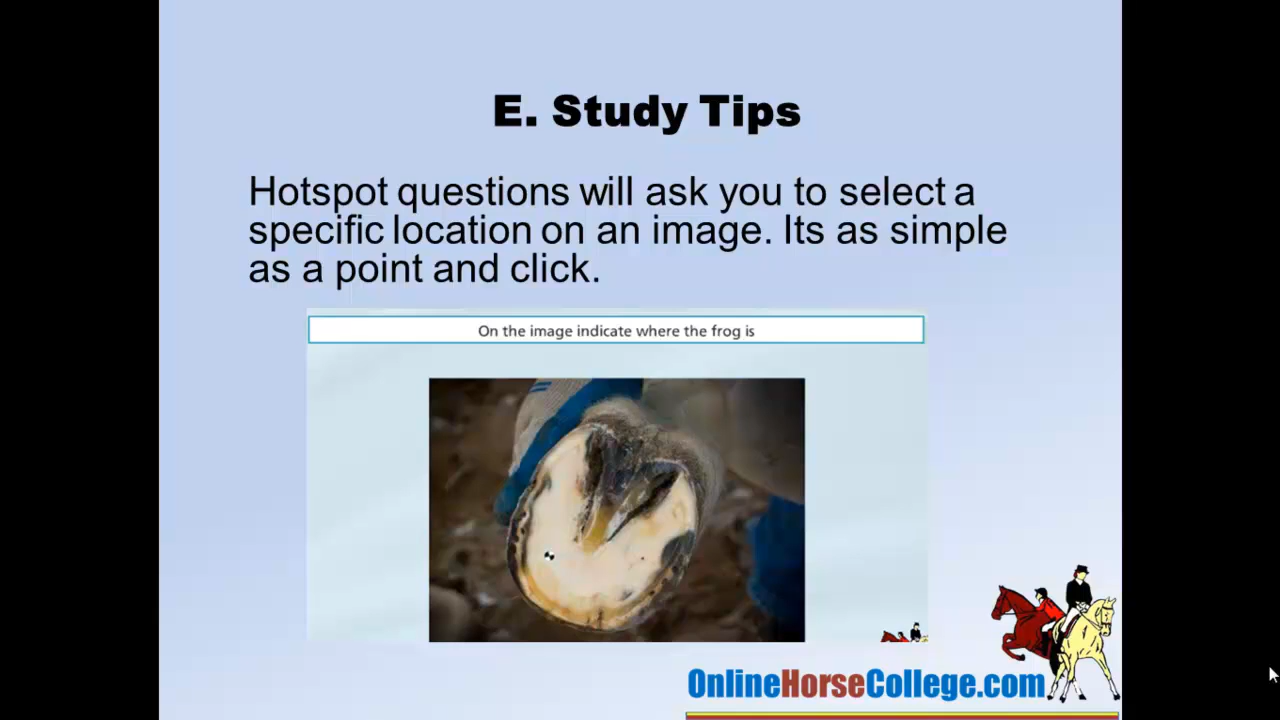 E. Study Tips
Hotspot questions will ask you to select a
specific location on an image. Its as simple
as a point and click.
On the image indicate where the frog is
OnlineHorseCollege.com